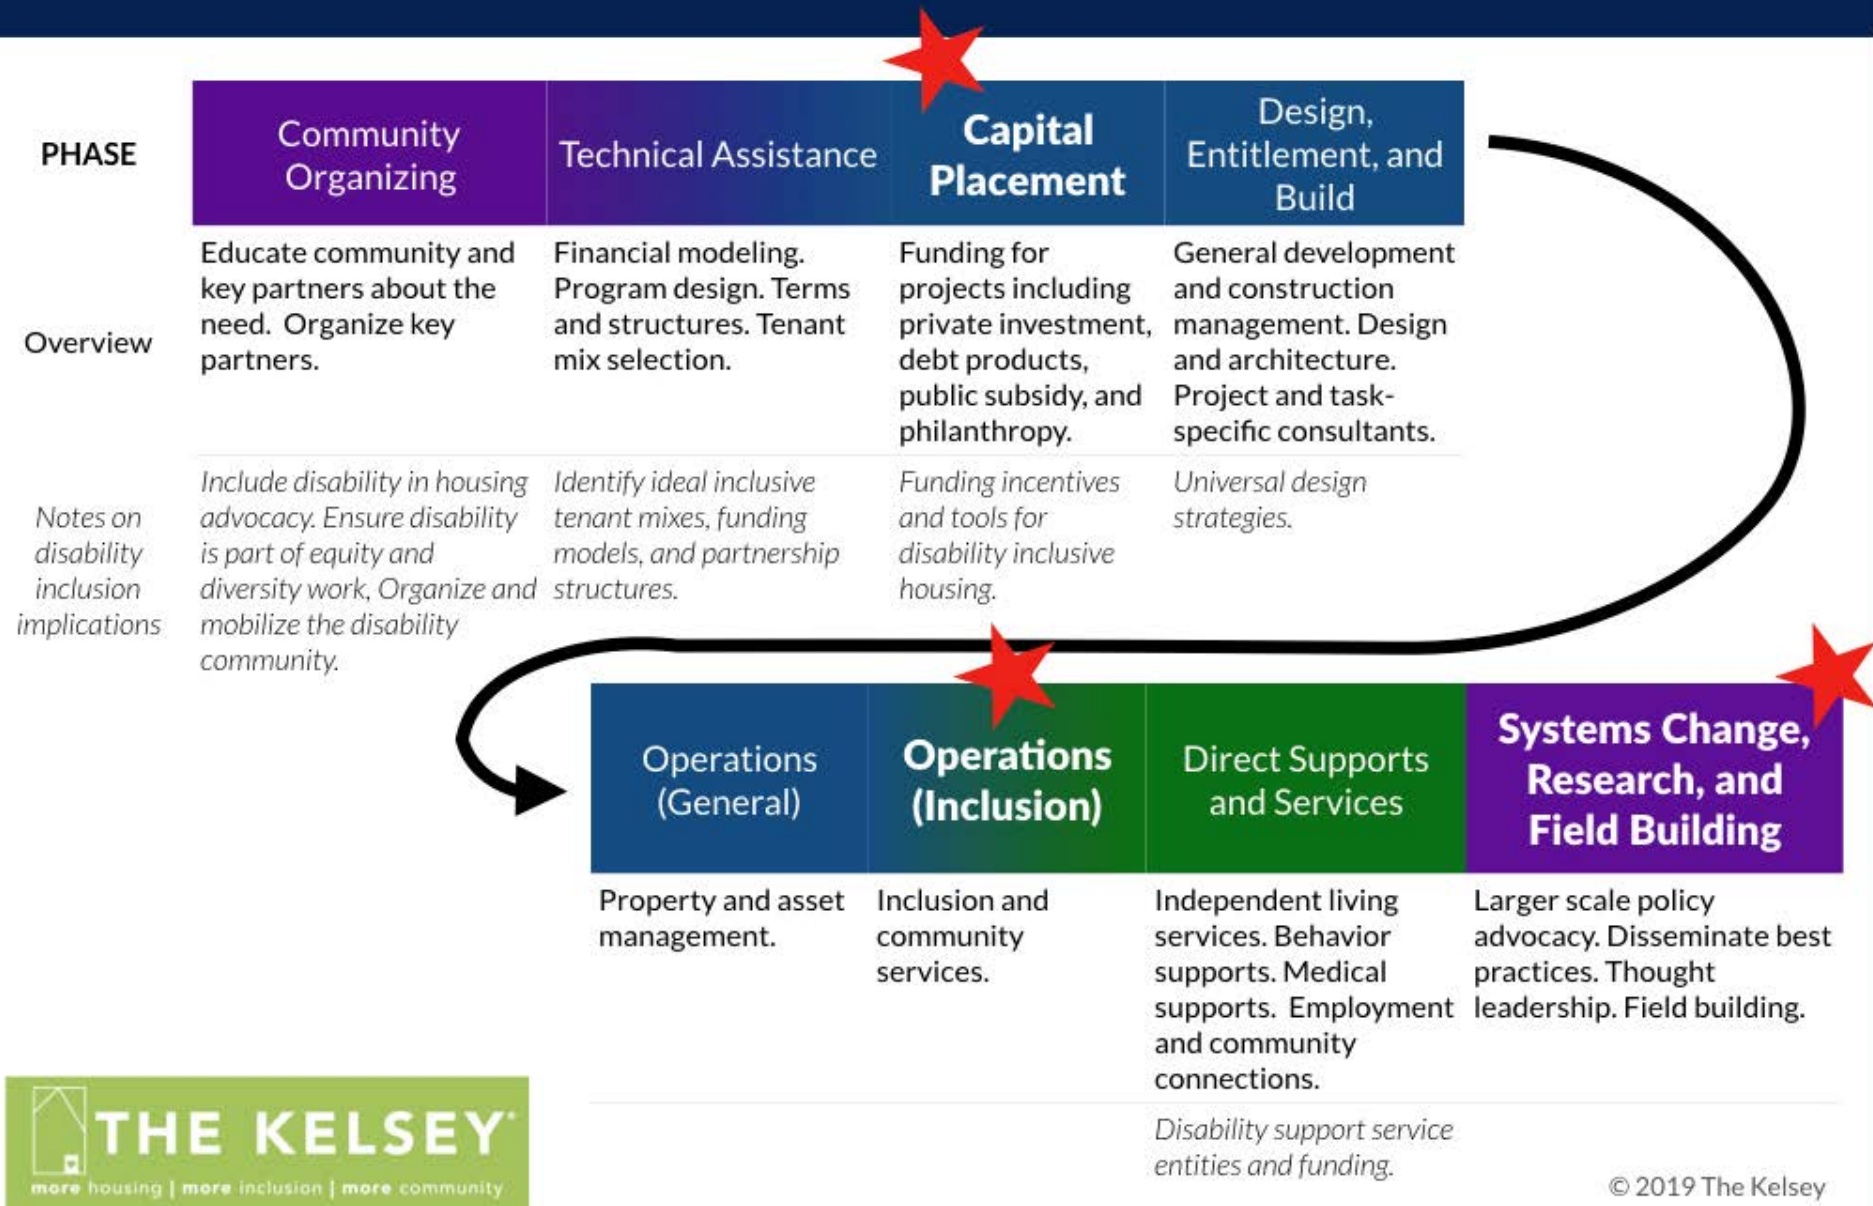 PHASE
Community
Organizing
Technical Assistance
Capital
Placement
Design,
Entitlement, and
Build
Overview
Educate community and
key partners about the
need. Organize key
partners.
Financial modeling.
Program design. Terms
and structures. Tenant
mix selection.
Funding for
projects including
private investment,
debt products,
public subsidy, and
philanthropy.
General development
and construction
management. Design
and architecture.
Project and task-
specific consultants.
Notes on
disability
inclusion
implications
Include disability in housing
advocacy. Ensure disability
is part of equity and
diversity work, Organize and
mobilize the disability
community.
Identify ideal inclusive
tenant mixes, funding
models, and partnership
structures.
Funding incentives
and tools for
disability inclusive
housing.
Universal design
strategies.
Operations
(General)
Operations
(Inclusion)
Direct Supports
and Services
Systems Change,
Research, and
Field Building
Property and asset
management.
Inclusion and
community
services.
Independent living
services. Behavior
supports. Medical
supports. Employment
and community
connections.
Larger scale policy
advocacy. Disseminate best
practices. Thought
leadership. Field building.
Disability support service
entities and funding.
THE KELSEY
more housing | more inclusion | more community
© 2019 The Kelsey